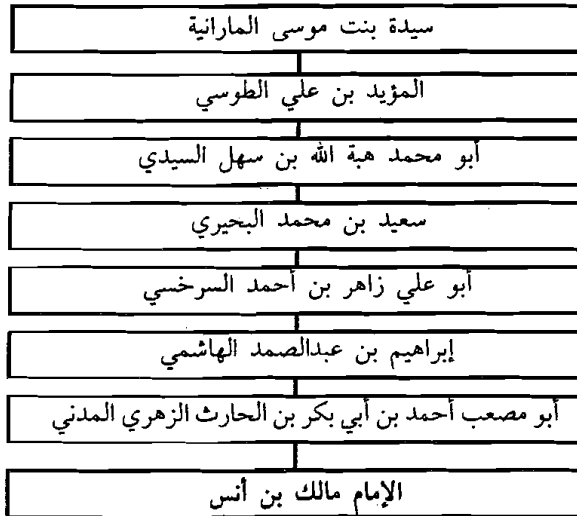 سيدة بنت موسى المارانية
المؤيد بن علي الطوسي
أبو محمد هبة الله بن سهل السيدي
سعيد بن محمد البحيري
أبو علي زاهر بن أحمد السرخسي
إبراهيم بن عبدالصمد الهاشمي
أبو مصعب أحمد بن أبي بكر بن الحارث الزهري المدني
الإمام مالك بن أنس